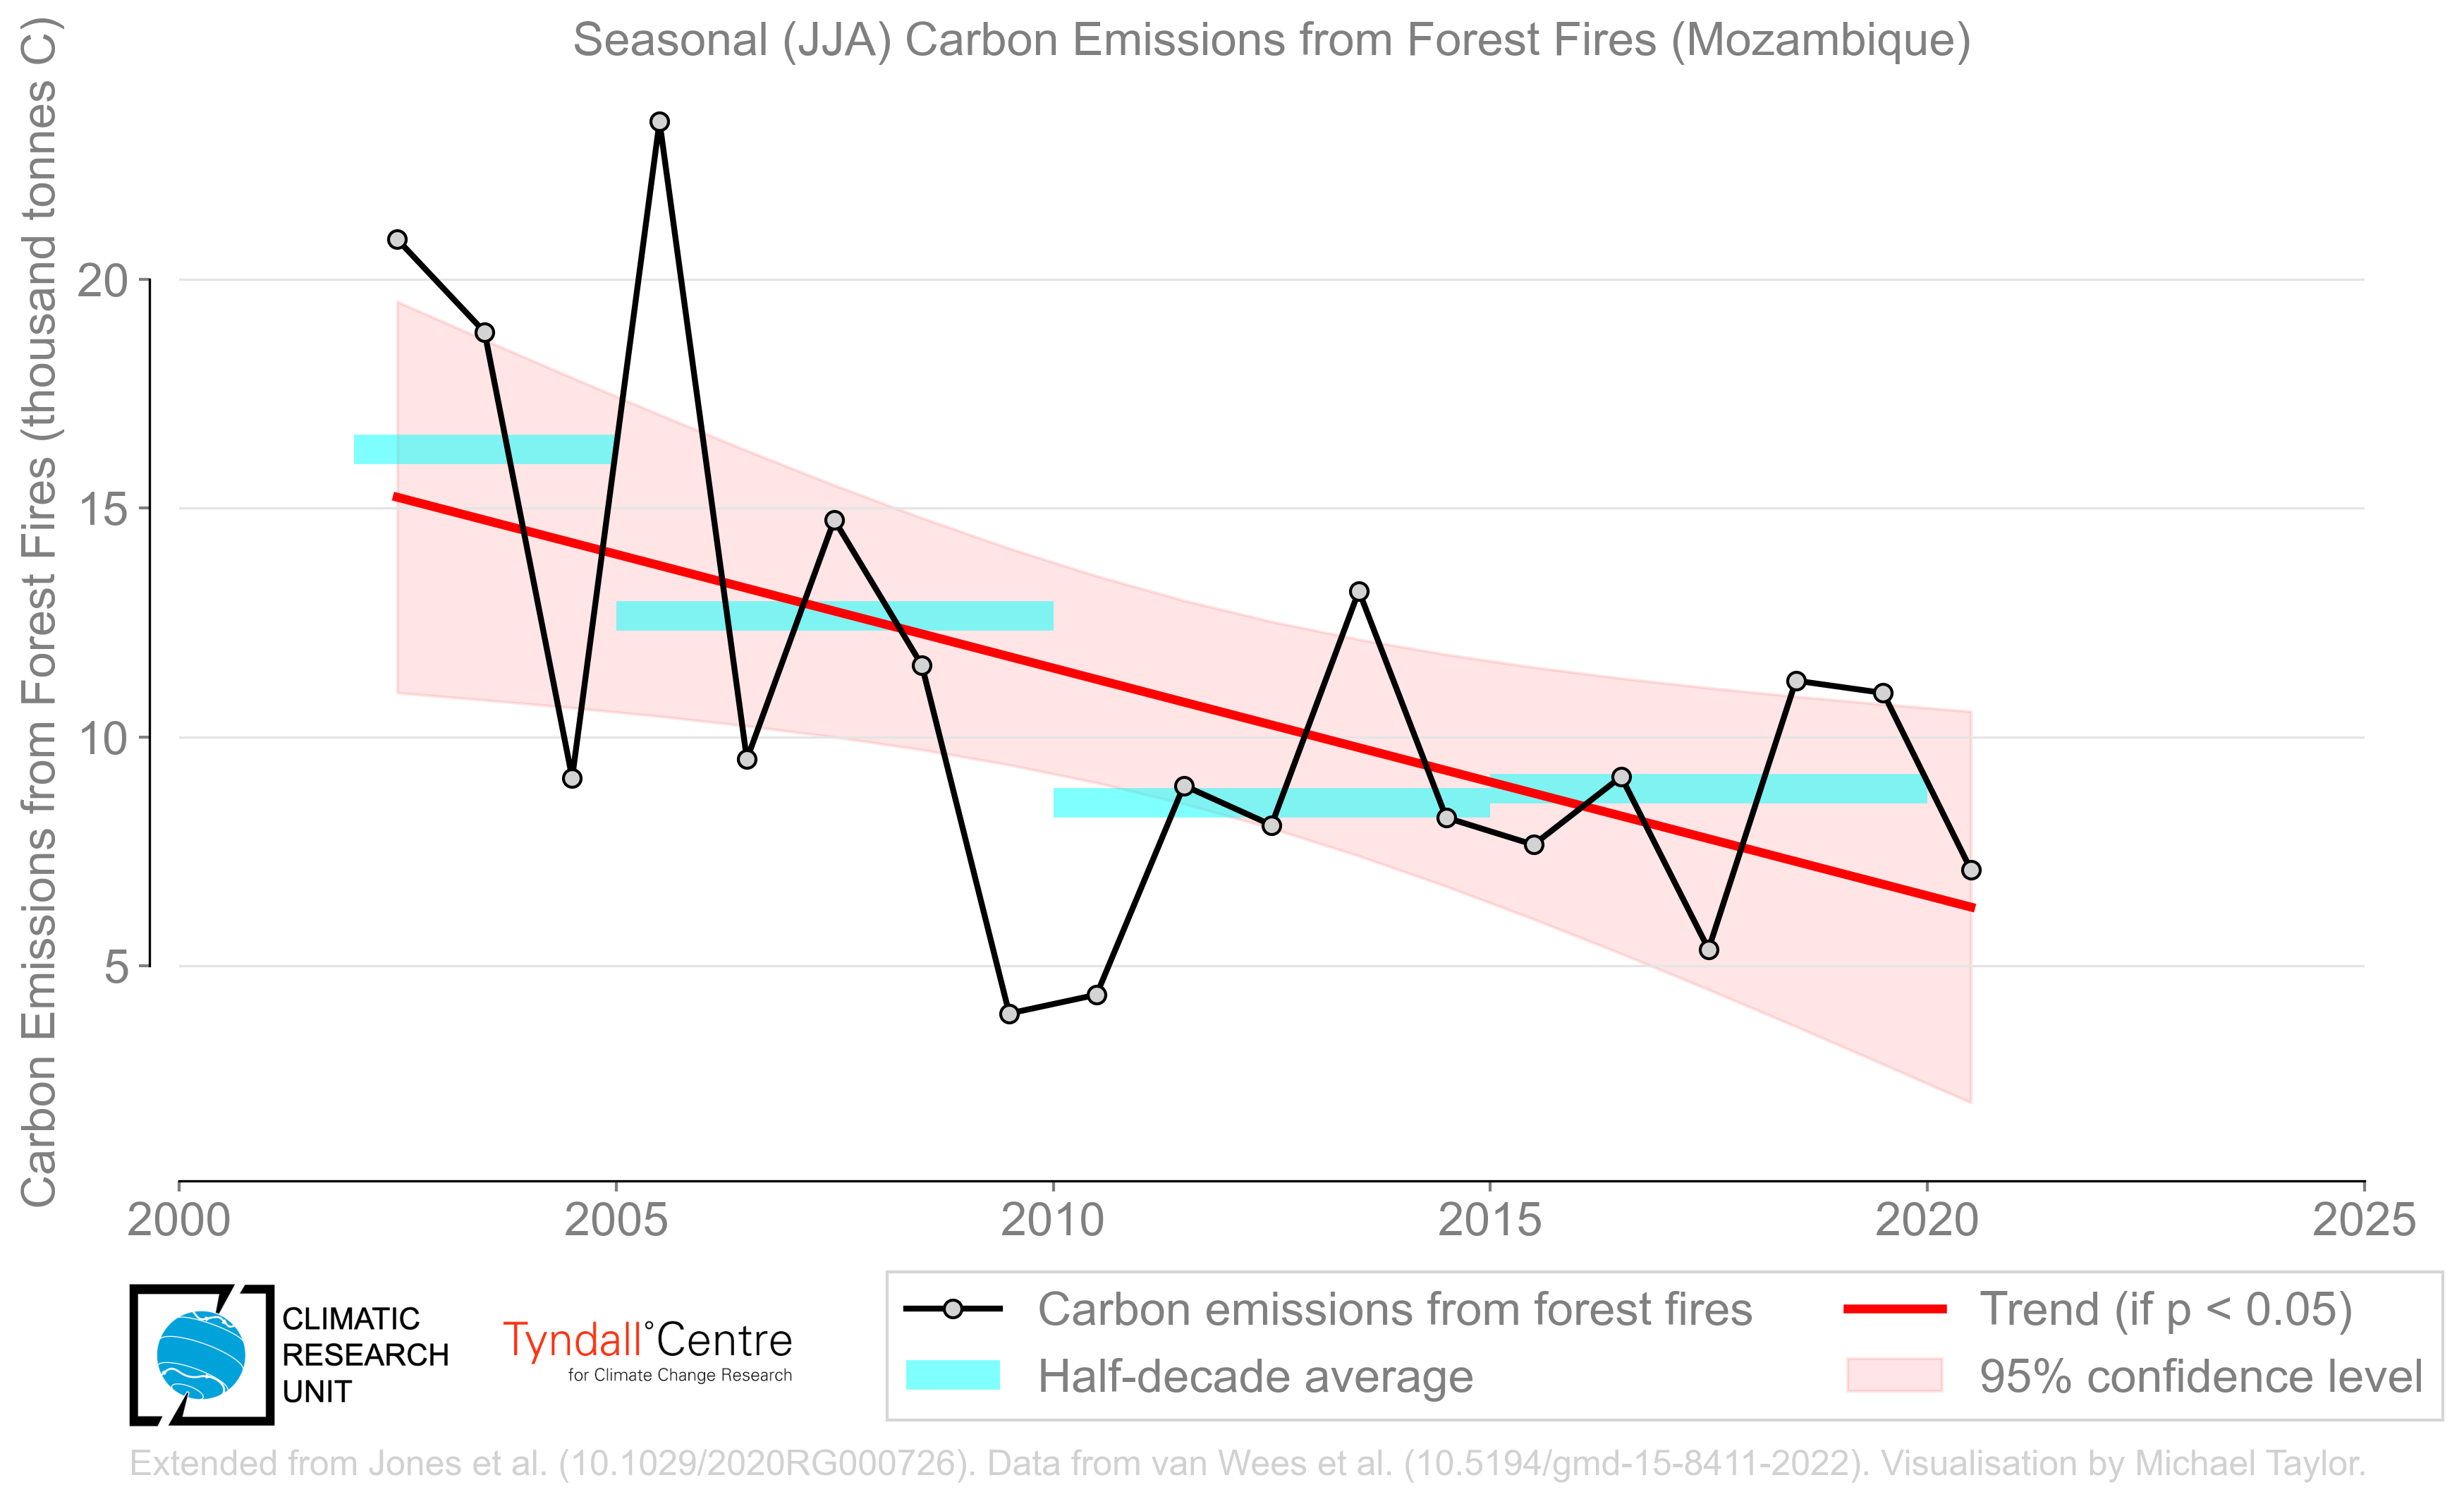 Seasonal (JJA) Carbon Emissions from Forest Fires (Mozambique)
Carbon Emissions from Forest Fires (thousand tonnes C)
20
15
10
5
2000 2005 2010 2015 2020 2025
CLIMATIC
RESEARCH
UNIT
Tyndall°Centre
for Climate Change Research
Carbon emissions from forest fires
Half-decade average
Trend (if p < 0.05)
95% confidence level
Extended from Jones et al. (10.1029/2020RG000726). Data from van Wees et al. (10.5194/gmd-15-8411-2022). Visualisation by Michael Taylor.